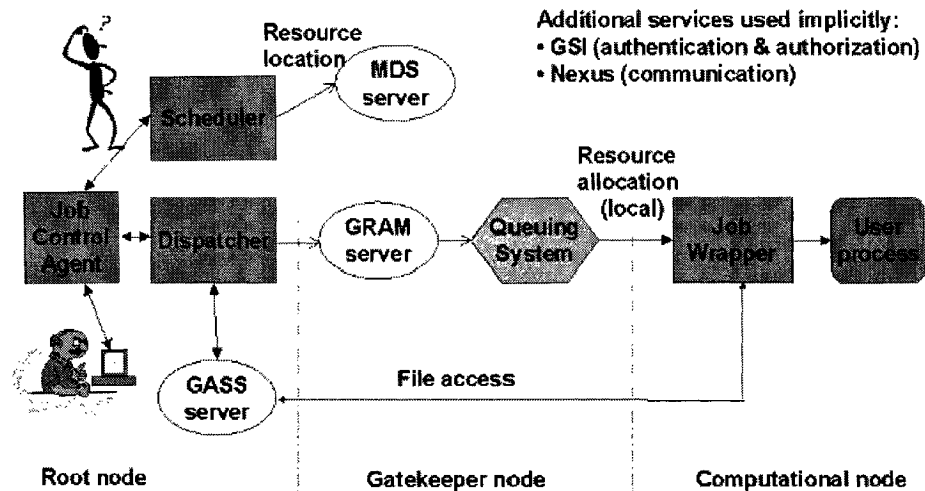 ?
Additional services used implicitly:
• GSI (authentication & authorization)
• Nexus (communication)
Resource
location
MDS
server
Scheduler
Resource
allocation
(local)
Job
Control
Agent
Dispatcher
GRAM
server
Queuing
System
Job
Wrapper
User
process
GASS
server
File access
Root node
Gatekeeper node
Computational node